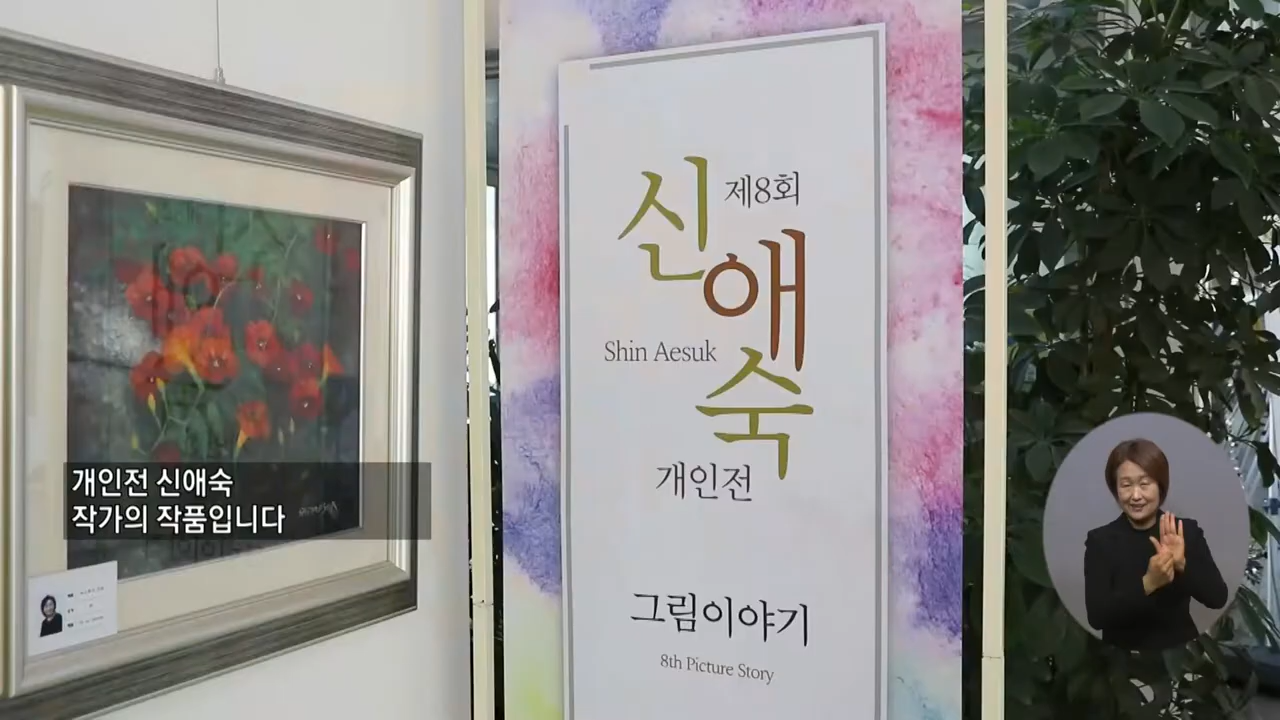 제8회
신애숙
Shin Aesuk
개인전
그림이야기
8th Picture Story
개인전 신애숙
작가의 작품입니다